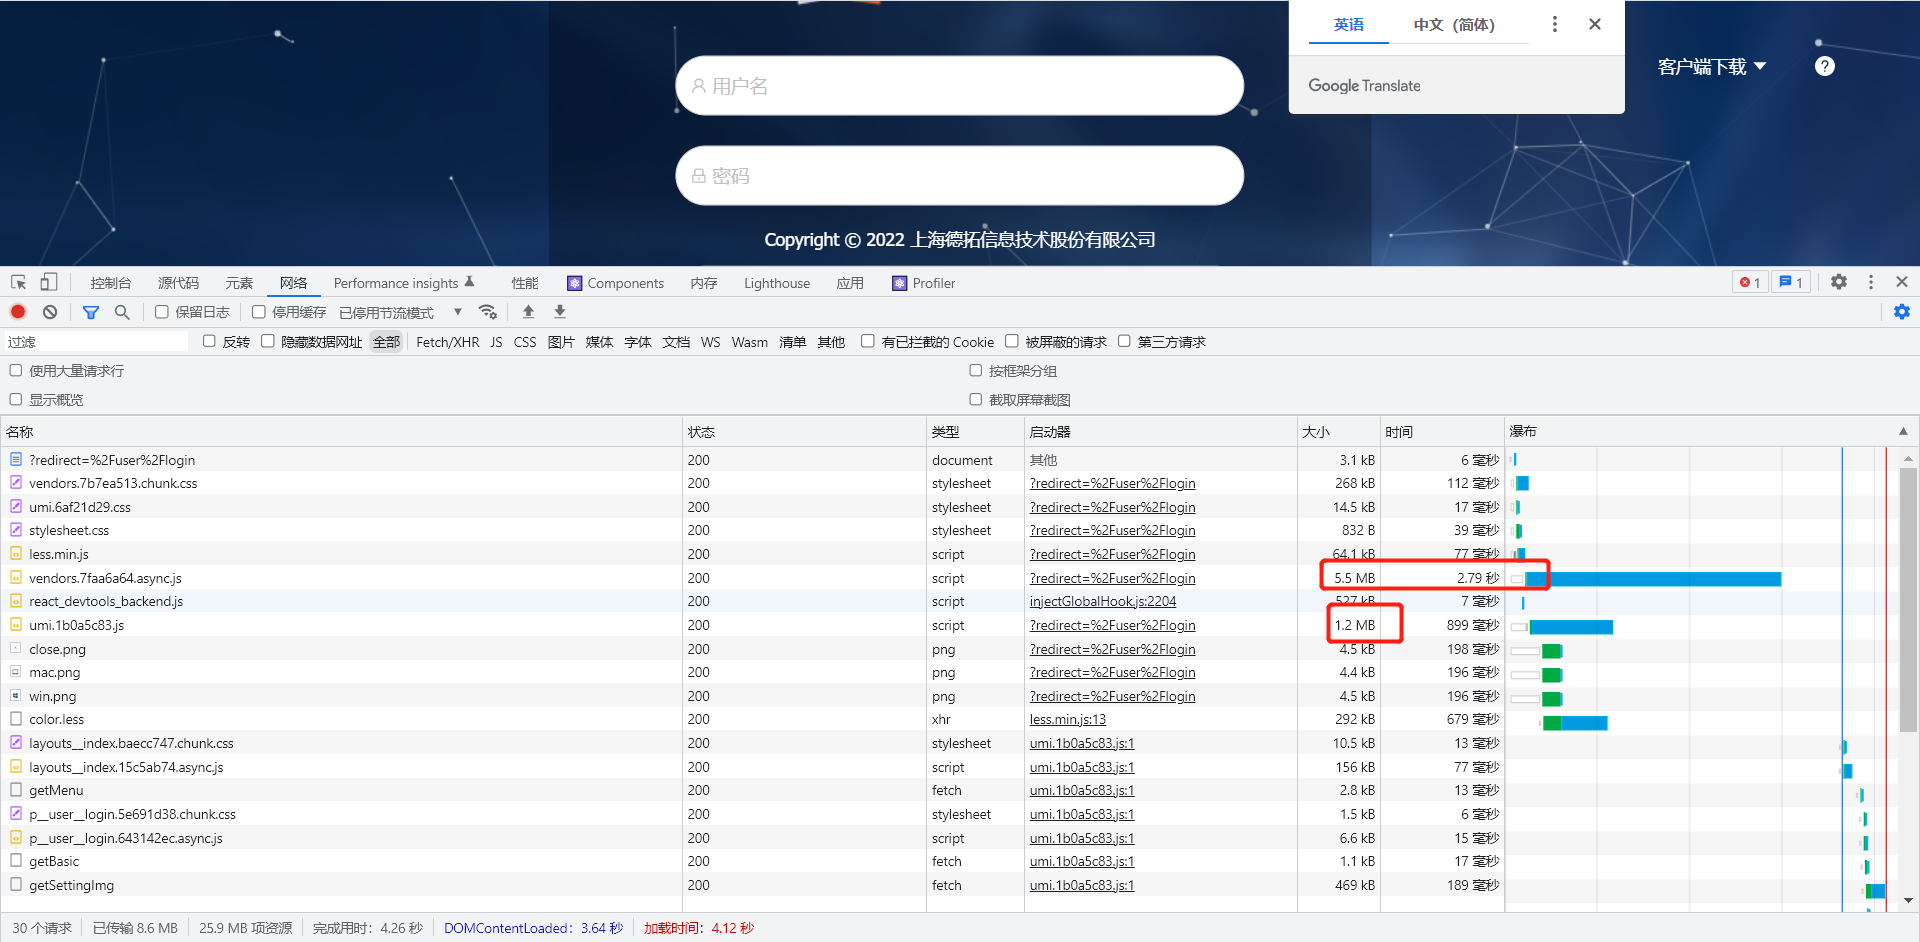 英语 中文（简体）
Google Translate
客户端下载
用户名
密码
Copyright © 2022 上海德拓信息技术股份有限公司
控制台 源代码 元素 网络 Performance insights 性能 Components 内存 Lighthouse 应用 Profiler 1 1
保留日志 停用缓存 已停用节流模式
过滤 反转 隐藏数据网址 全部 Fetch/XHR JS CSS 图片 媒体 字体 文档 WS Wasm 清单 其他 有已拦截的 Cookie 被屏蔽的请求 第三方请求
使用大量请求行 按框架分组
显示概览 截取屏幕截图
名称 状态 类型 启动器 大小 时间 瀑布
?redirect=%2Fuser%2Flogin 200 document 其他 3.1 kB 6 毫秒
vendors.7b7ea513.chunk.css 200 stylesheet ?redirect=%2Fuser%2Flogin 268 kB 112 毫秒
umi.6af21d29.css 200 stylesheet ?redirect=%2Fuser%2Flogin 14.5 kB 17 毫秒
stylesheet.css 200 stylesheet ?redirect=%2Fuser%2Flogin 832 B 39 毫秒
less.min.js 200 script ?redirect=%2Fuser%2Flogin 64.1 kB 77 毫秒
vendors.7faa6a64.async.js 200 script ?redirect=%2Fuser%2Flogin 5.5 MB 2.79 秒
react_devtools_backend.js 200 script injectGlobalHook.js:2204 527 kB 7 毫秒
umi.1b0a5c83.js 200 script ?redirect=%2Fuser%2Flogin 1.2 MB 899 毫秒
close.png 200 png ?redirect=%2Fuser%2Flogin 4.5 kB 198 毫秒
mac.png 200 png ?redirect=%2Fuser%2Flogin 4.4 kB 196 毫秒
win.png 200 png ?redirect=%2Fuser%2Flogin 4.5 kB 196 毫秒
color.less 200 xhr less.min.js:13 292 kB 679 毫秒
layouts__index.baecc747.chunk.css 200 stylesheet umi.1b0a5c83.js:1 10.5 kB 13 毫秒
layouts__index.15c5ab74.async.js 200 script umi.1b0a5c83.js:1 156 kB 77 毫秒
getMenu 200 fetch umi.1b0a5c83.js:1 2.8 kB 13 毫秒
p__user__login.5e691d38.chunk.css 200 stylesheet umi.1b0a5c83.js:1 1.5 kB 6 毫秒
p__user__login.643142ec.async.js 200 script umi.1b0a5c83.js:1 6.6 kB 15 毫秒
getBasic 200 fetch umi.1b0a5c83.js:1 1.1 kB 17 毫秒
getSettingImg 200 fetch umi.1b0a5c83.js:1 469 kB 189 毫秒
30 个请求 已传输 8.6 MB 25.9 MB 项资源 完成用时：4.26 秒 DOMContentLoaded：3.64 秒 加载时间：4.12 秒